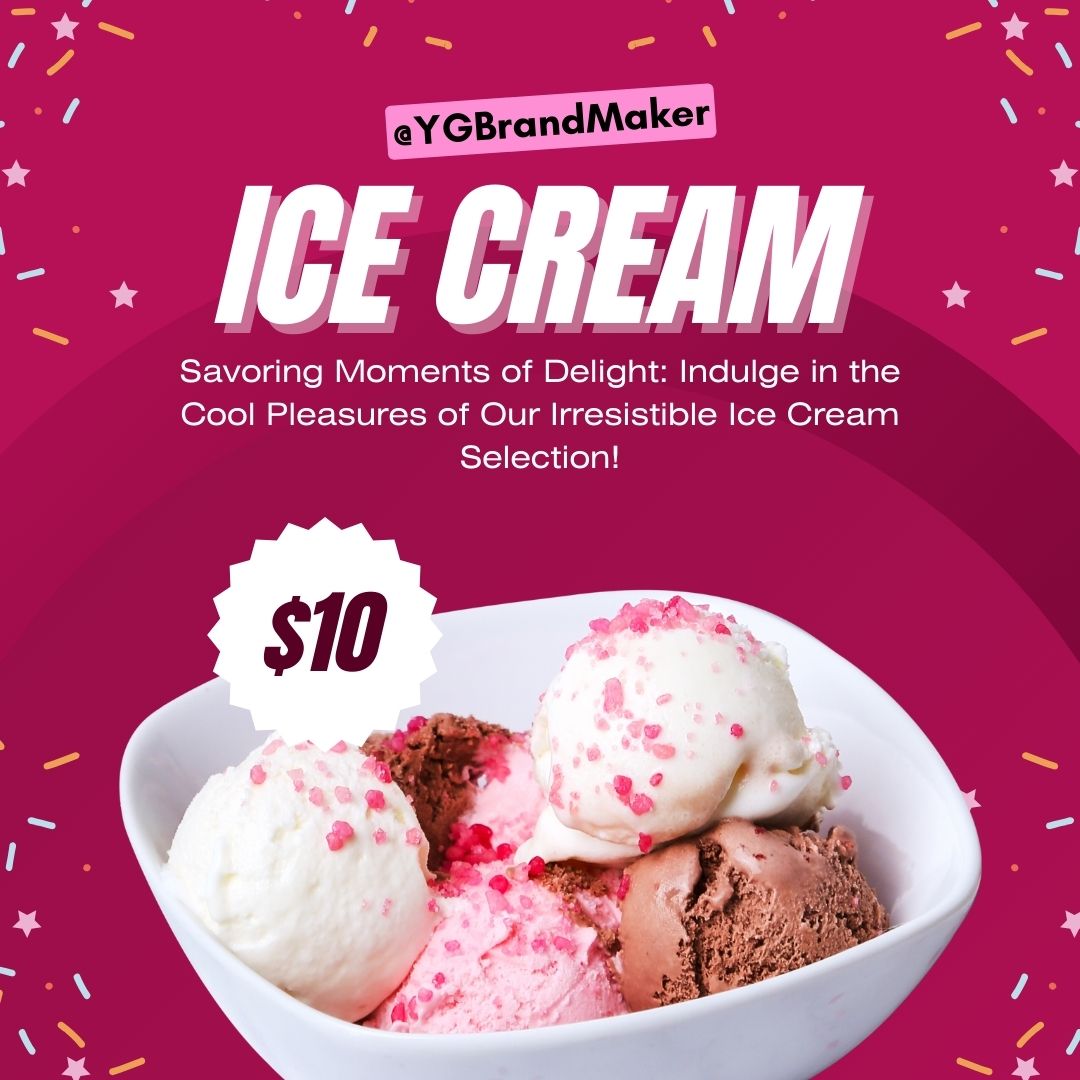 @YGBrandMaker
ICE CREAM
Savoring Moments of Delight: Indulge in the
Cool Pleasures of Our Irresistible Ice Cream
Selection!
$10